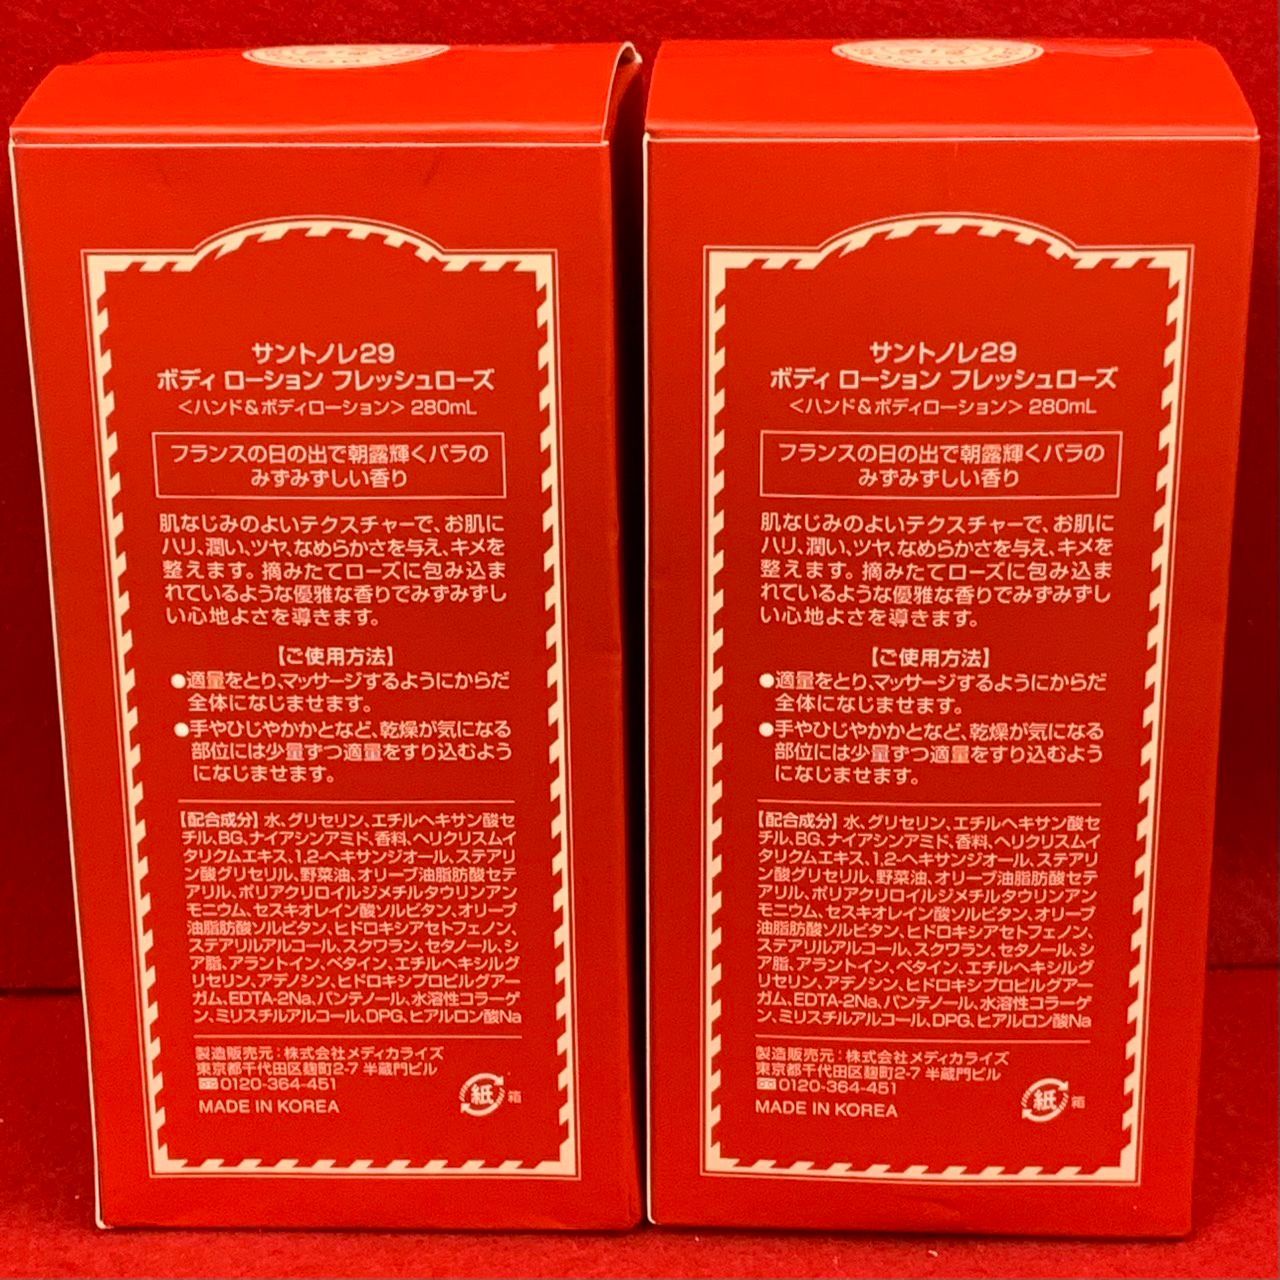 サントノレ29
ボディ ローション フレッシュローズ
<ハンド&ボディローション> 280mL
フランスの日の出で朝露輝くバラの
みずみずしい香り
肌なじみのよいテクスチャーで、お肌に
ハリ、潤い、ツヤ、なめらかさを与え、キメを
整えます。摘みたてローズに包み込ま
れているような優雅な香りでみずみずし
い心地よさを導きます。
【ご使用方法】
●適量をとり、マッサージするようにからだ
全体になじませます。
●手やひじやかかとなど、乾燥が気になる
部位には少量ずつ適量をすり込むよう
になじませます。
【配合成分】水、グリセリン、エチルヘキサン酸セ
チル、BG、ナイアシンアミド、香料、ヘリクリスムイ
タリクムエキス、1,2-ヘキサンジオール、ステアリ
ン酸グリセリル、野菜油、オリーブ油脂肪酸セテ
アリル、ポリアクリロイルジメチルタウリンアン
モニウム、セスキオレイン酸ソルビタン、オリーブ
油脂肪酸ソルビタン、ヒドロキシアセトフェノン、
ステアリルアルコール、スクワラン、セタノール、シ
ア脂、アラントイン、ベタイン、エチルヘキシルグ
リセリン、アデノシン、ヒドロキシプロピルグアー
ガム、EDTA-2Na、パンテノール、水溶性コラーゲ
ン、ミリスチルアルコール、DPG、ヒアルロン酸Na
製造販売元:株式会社メディカライズ
東京都千代田区麹町2-7 半蔵門ビル
0120-364-451
MADE IN KOREA
紙 箱
サントノレ29
ボディ ローション フレッシュローズ
<ハンド&ボディローション> 280mL
フランスの日の出で朝露輝くバラの
みずみずしい香り
肌なじみのよいテクスチャーで、お肌に
ハリ、潤い、ツヤ、なめらかさを与え、キメを
整えます。摘みたてローズに包み込ま
れているような優雅な香りでみずみずし
い心地よさを導きます。
【ご使用方法】
●適量をとり、マッサージするようにからだ
全体になじませます。
●手やひじやかかとなど、乾燥が気になる
部位には少量ずつ適量をすり込むよう
になじませます。
【配合成分】水、グリセリン、エチルヘキサン酸セ
チル、BG、ナイアシンアミド、香料、ヘリクリスムイ
タリクムエキス、1,2-ヘキサンジオール、ステアリ
ン酸グリセリル、野菜油、オリーブ油脂肪酸セテ
アリル、ポリアクリロイルジメチルタウリンアン
モニウム、セスキオレイン酸ソルビタン、オリーブ
油脂肪酸ソルビタン、ヒドロキシアセトフェノン、
ステアリルアルコール、スクワラン、セタノール、シ
ア脂、アラントイン、ベタイン、エチルヘキシルグ
リセリン、アデノシン、ヒドロキシプロピルグアー
ガム、EDTA-2Na、パンテノール、水溶性コラーゲ
ン、ミリスチルアルコール、DPG、ヒアルロン酸Na
製造販売元:株式会社メディカライズ
東京都千代田区麹町2-7 半蔵門ビル
0120-364-451
MADE IN KOREA
紙 箱